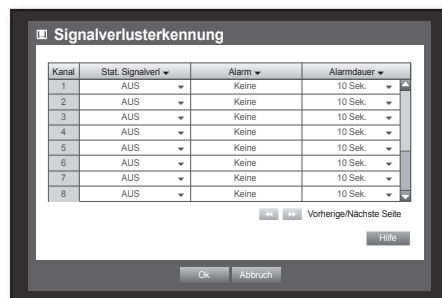 Signalverlusterkennung
Kanal Stat. Signalverl Alarm Alarmdauer
1 AUS Keine 10 Sek.
2 AUS Keine 10 Sek.
3 AUS Keine 10 Sek.
4 AUS Keine 10 Sek.
5 AUS Keine 10 Sek.
6 AUS Keine 10 Sek.
7 AUS Keine 10 Sek.
8 AUS Keine 10 Sek.
Vorherige/Nächste Seite
Hilfe
Ok Abbruch